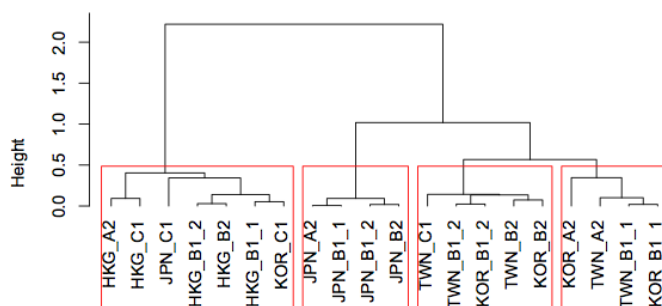 Height
2.0
1.5
1.0
0.5
0.0
HKG_A2
HKG_C1
JPN_C1
HKG_B1_2
HKG_B2
HKG_B1_1
KOR_C1
JPN_A2
JPN_B1_1
JPN_B1_2
JPN_B2
TWN_C1
TWN_B1_2
KOR_B1_2
TWN_B2
KOR_B2
KOR_A2
TWN_A2
TWN_B1_1
KOR_B1_1